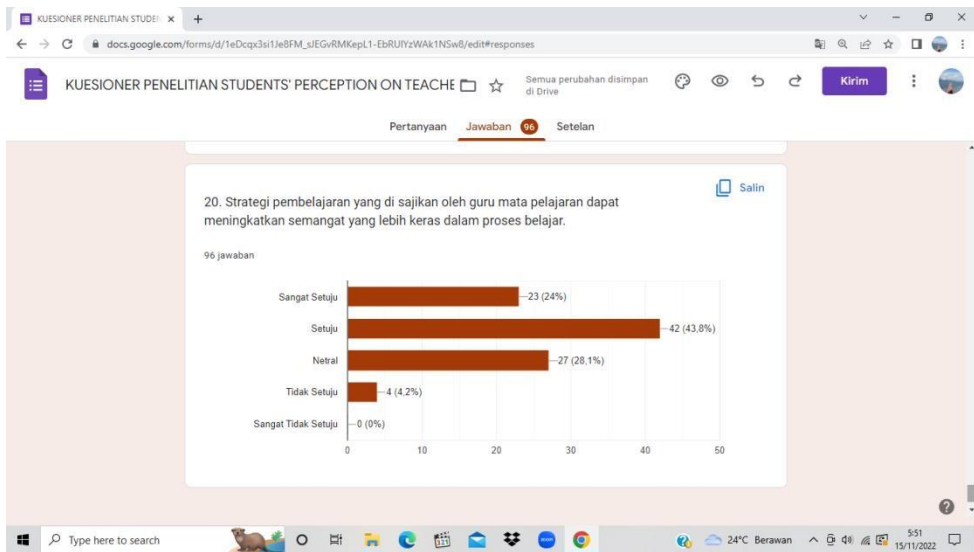 KUESIONER PENELITIAN STUDEN
docs.google.com/forms/d/1eDcqx3si1Je8FM_sJEGvRMKepL1-EbRUlYzWAk1NSw8/edit#responses
KUESIONER PENELITIAN STUDENTS' PERCEPTION ON TEACHE
Semua perubahan disimpan
di Drive
Kirim
Pertanyaan Jawaban 96 Setelan
Salin
20. Strategi pembelajaran yang di sajikan oleh guru mata pelajaran dapat
meningkatkan semangat yang lebih keras dalam proses belajar.
96 jawaban
Sangat Setuju 23 (24%)
Setuju 42 (43,8%)
Netral 27 (28,1%)
Tidak Setuju 4 (4,2%)
Sangat Tidak Setuju 0 (0%)
0 10 20 30 40 50
Type here to search
24°C Berawan
5:51
15/11/2022